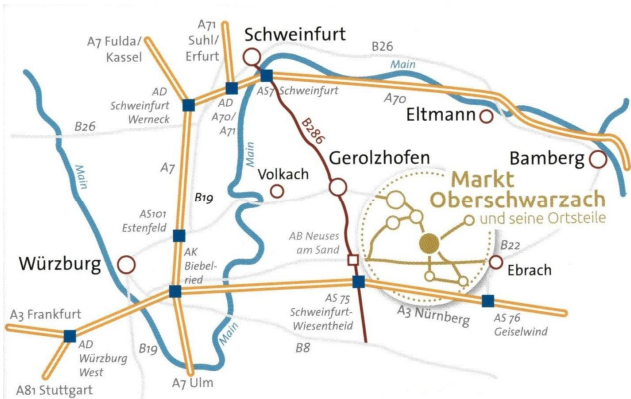 A7 Fulda/
Kassel
A71
Suhl/
Erfurt
Schweinfurt
B26
Main
AD
Schweinfurt
Werneck
AD
A70/
A71
AS7 Schweinfurt
A70
Eltmann
B26
B286
Main
A7
Main
Gerolzhofen
Bamberg
Volkach
B19
Markt
Oberschwarzach
und seine Ortsteile
AS101
Estenfeld
AB Neuses
am Sand
B22
Ebrach
Würzburg
AK
Biebel-
ried
A3 Frankfurt
AS 75
Schweinfurt-
Wiesentheid
A3 Nürnberg
AS 76
Geiselwind
AD
Würzburg
West
B19
Main
B8
A81 Stuttgart
A7 Ulm